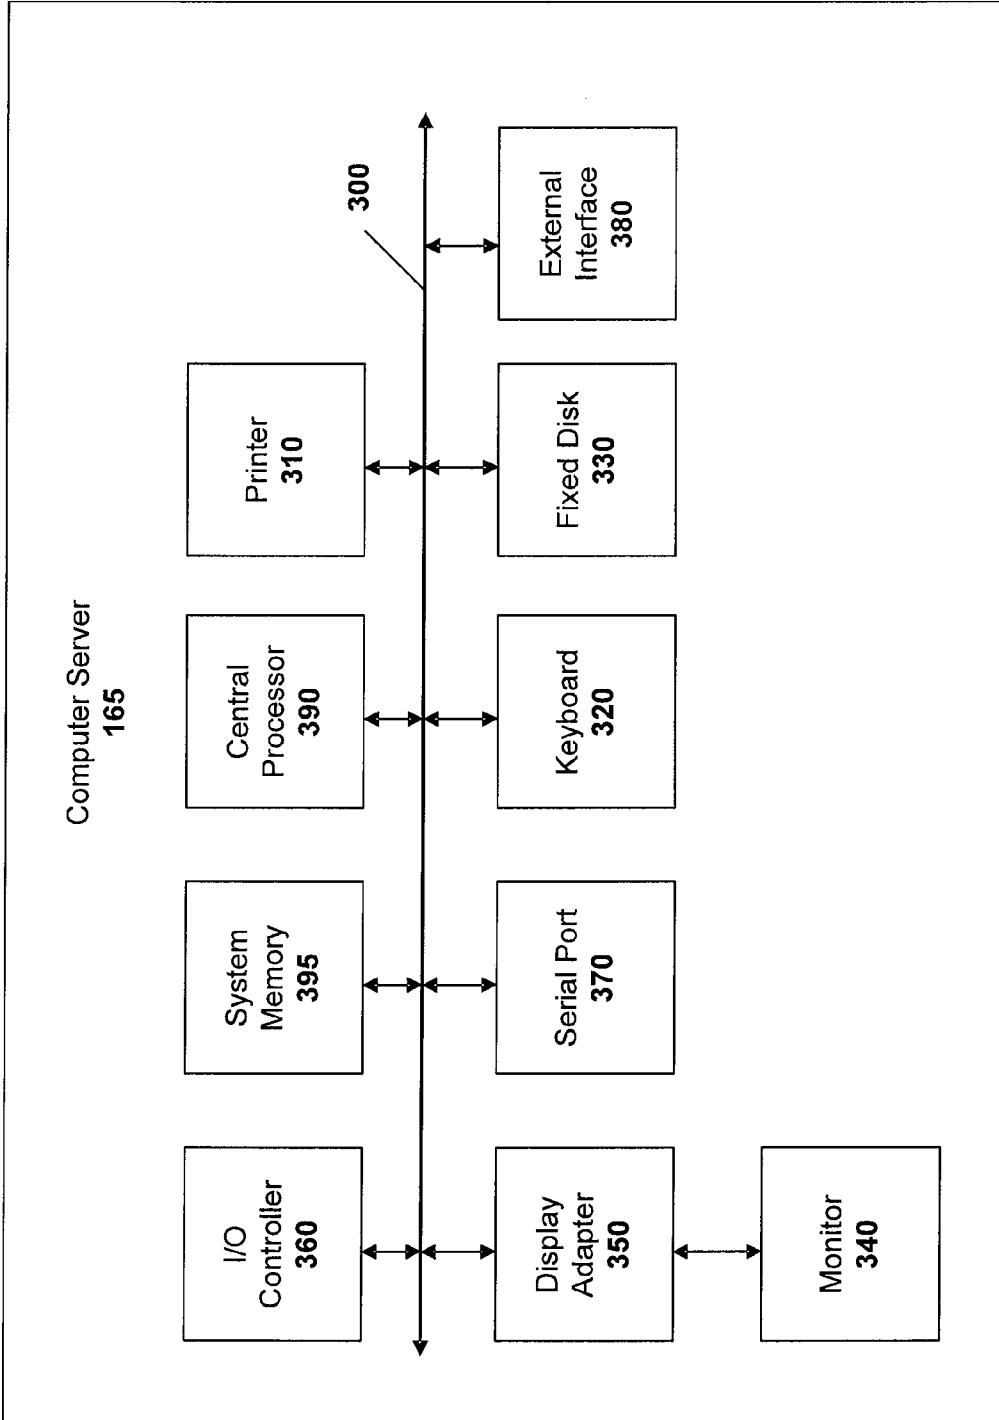 Computer Server
165
I/O
Controller
360
System
Memory
395
Central
Processor
390
Printer
310
300
Display
Adapter
350
Serial Port
370
Keyboard
320
Fixed Disk
330
External
Interface
380
Monitor
340